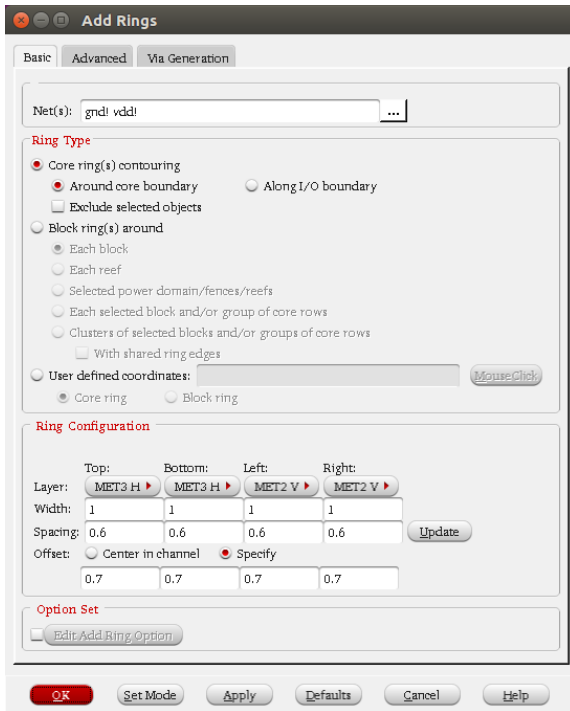 Add Rings
Basic Advanced Via Generation
Net(s): gnd! vdd! ...
Ring Type
Core ring(s) contouring
Around core boundary Along I/O boundary
Exclude selected objects
Block ring(s) around
Each block
Each reef
Selected power domain/fences/reefs
Each selected block and/or group of core rows
Clusters of selected blocks and/or groups of core rows
With shared ring edges
User defined coordinates: MouseClick
Core ring Block ring
Ring Configuration
Top: Bottom: Left: Right:
Layer: MET3 H MET3 H MET2 V MET2 V
Width: 1 1 1 1
Spacing: 0.6 0.6 0.6 0.6 Update
Offset: Center in channel Specify
0.7 0.7 0.7 0.7
Option Set
Edit Add Ring Option
OK Set Mode Apply Defaults Cancel Help